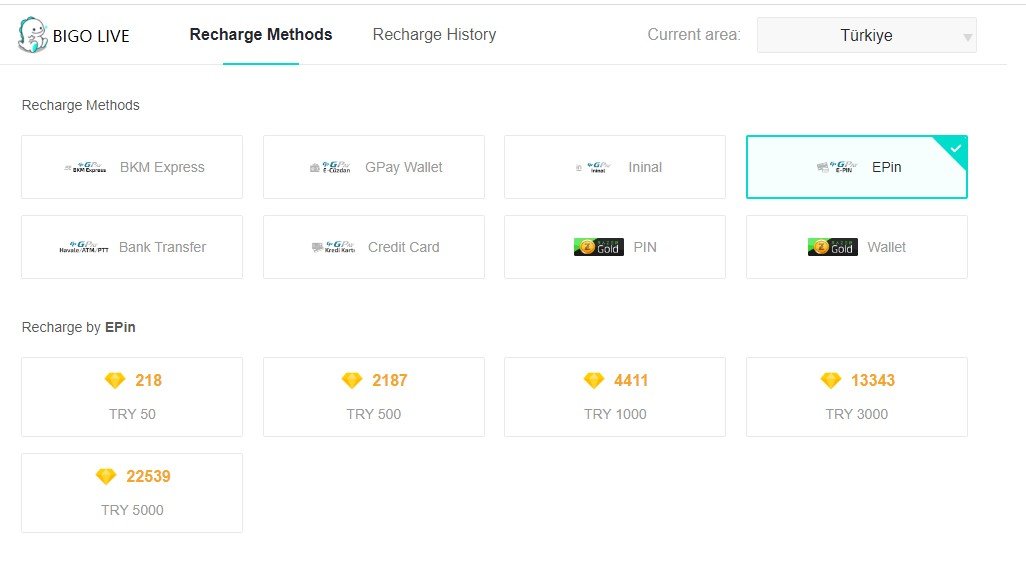 BIGO LIVE Recharge Methods Recharge History Current area: Türkiye
Recharge Methods
GPay BKM Express BKM Express
GPay E-Cüzdan GPay Wallet
GPay Ininal Ininal
GPay E-PIN EPin
GPay Havale/ATM/PTT Bank Transfer
GPay Kredi Kartı Credit Card
RAZER Gold PIN
RAZER Gold Wallet
Recharge by EPin
218
TRY 50
2187
TRY 500
4411
TRY 1000
13343
TRY 3000
22539
TRY 5000